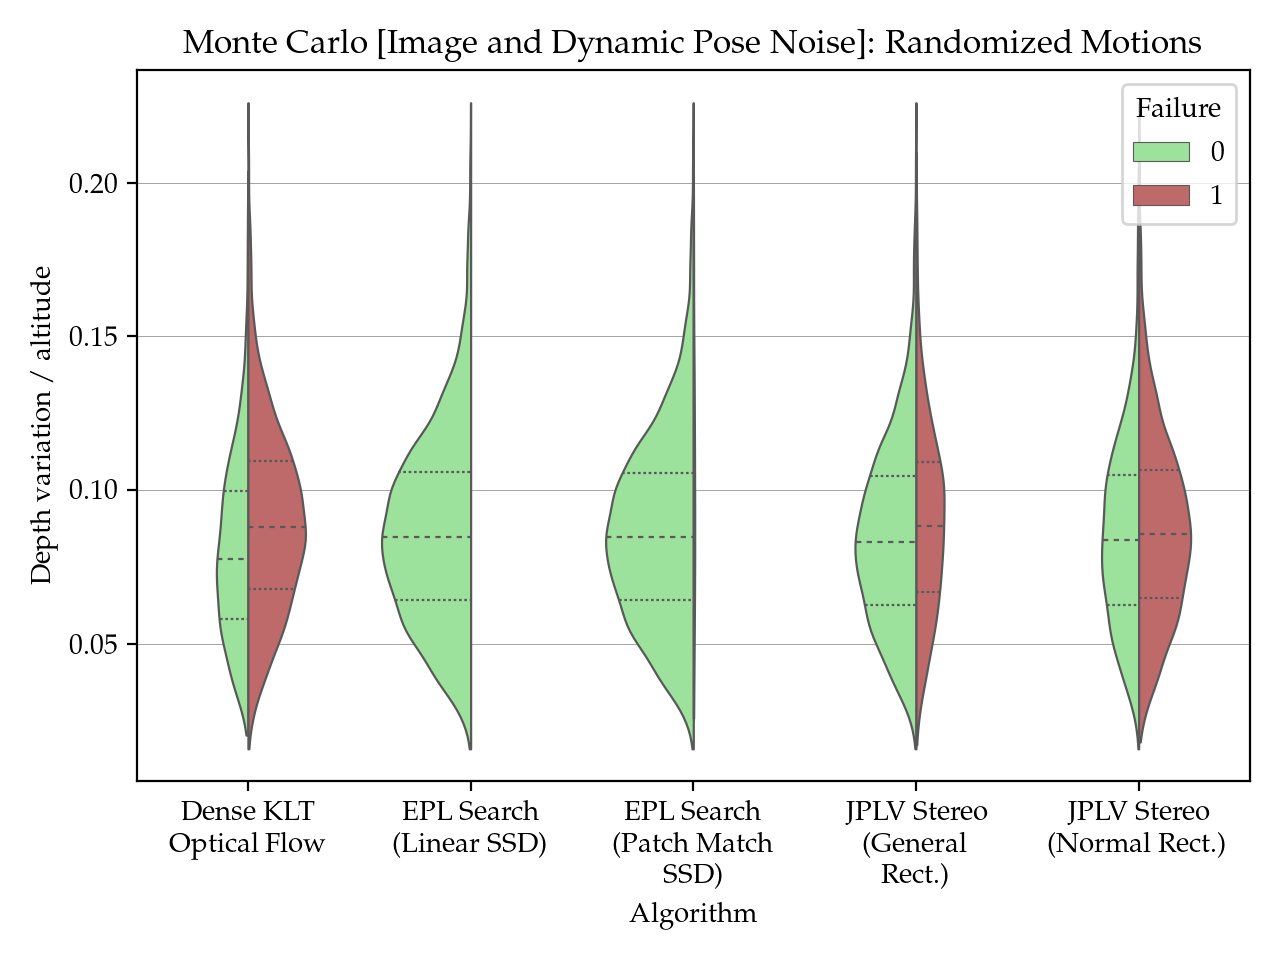 Monte Carlo [Image and Dynamic Pose Noise]: Randomized Motions
Failure
0
1
0.20
0.15
0.10
0.05
Depth variation / altitude
Dense KLT
Optical Flow
EPL Search
(Linear SSD)
EPL Search
(Patch Match
SSD)
JPLV Stereo
(General
Rect.)
JPLV Stereo
(Normal Rect.)
Algorithm